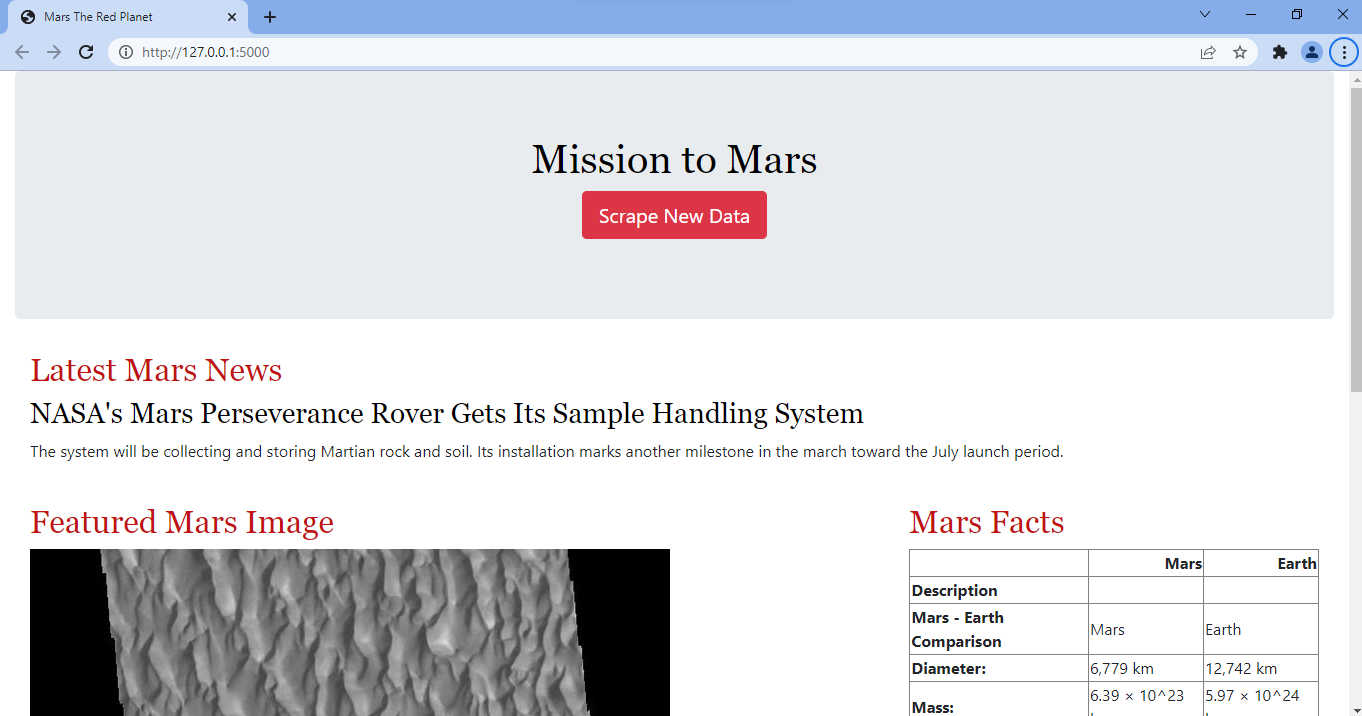 Mars The Red Planet
http://127.0.0.1:5000
Mission to Mars
Scrape New Data
Latest Mars News
NASA's Mars Perseverance Rover Gets Its Sample Handling System
The system will be collecting and storing Martian rock and soil. Its installation marks another milestone in the march toward the July launch period.
Featured Mars Image
Mars Facts
Mars Earth
Description
Mars - Earth
Comparison
Mars Earth
Diameter: 6,779 km 12,742 km
Mass: 6.39 × 10^23 5.97 × 10^24